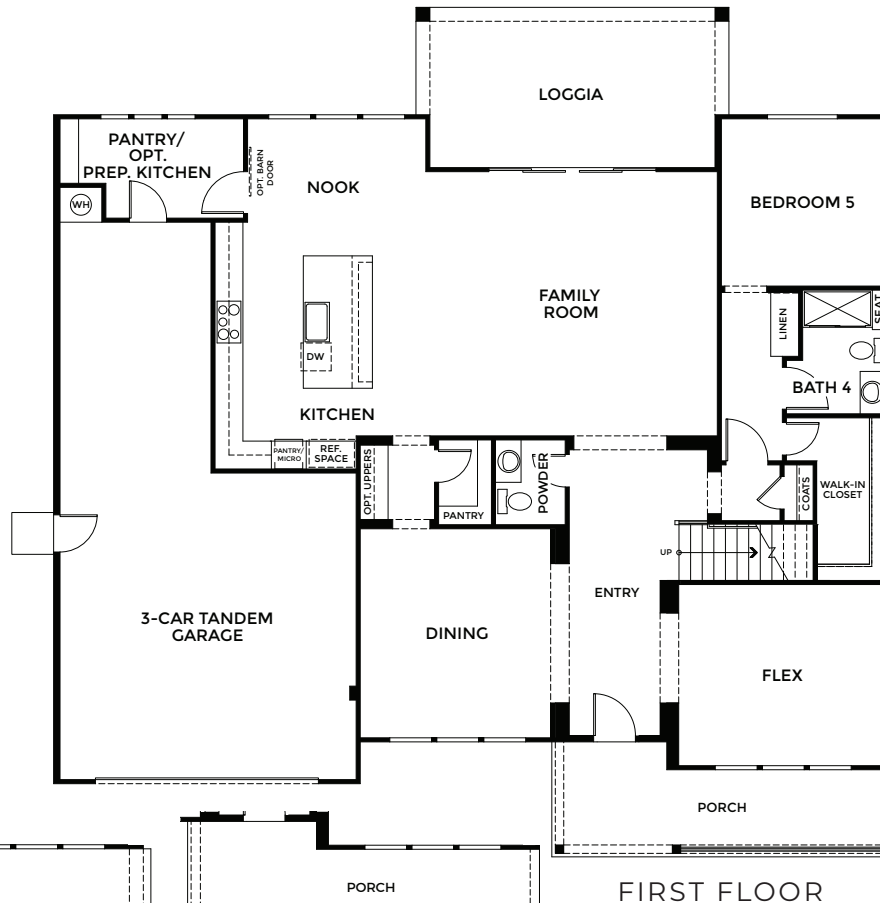 LOGGIA
PANTRY/
OPT.
PREP. KITCHEN
OPT. BARN
DOOR
WH
NOOK
BEDROOM 5
FAMILY
ROOM
LINEN
SEAT
DW
BATH 4
KITCHEN
PANTRY/
MICRO
REF.
SPACE
OPT. UPPERS
PANTRY
POWDER
COATS
WALK-IN
CLOSET
UP
ENTRY
3-CAR TANDEM
GARAGE
DINING
FLEX
PORCH
PORCH
FIRST FLOOR